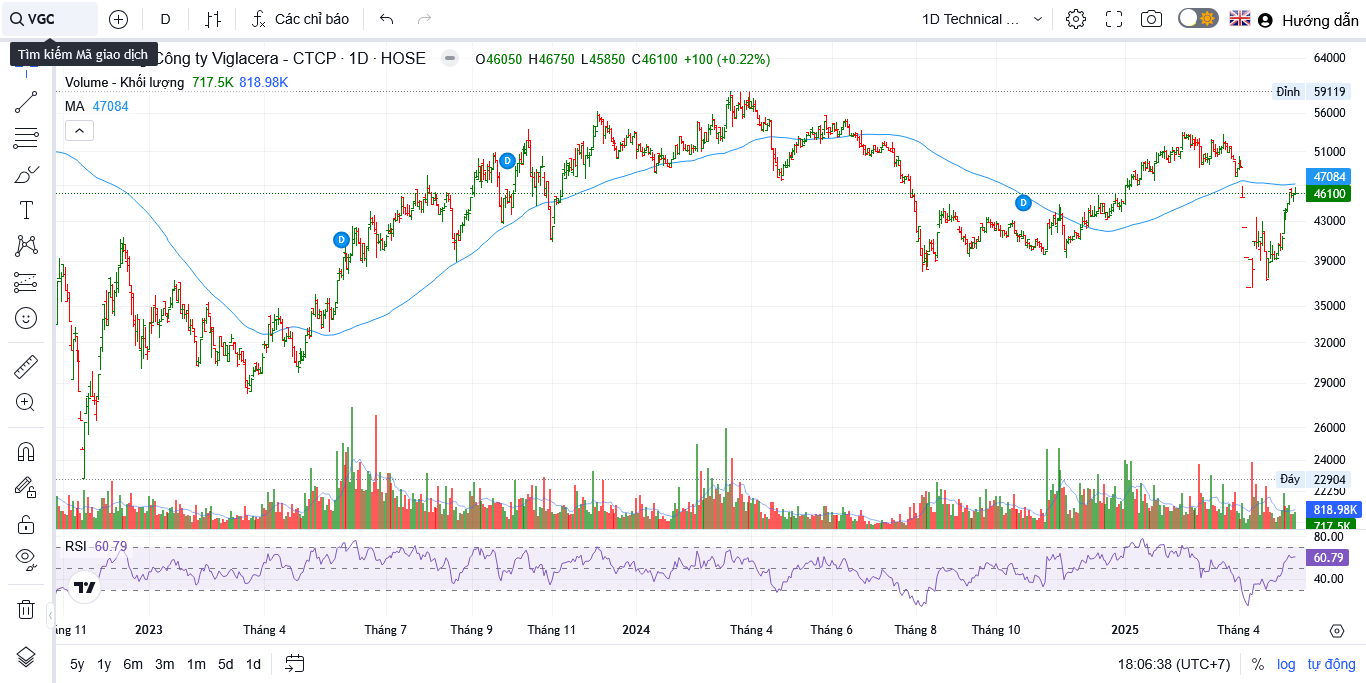 VGC
D
Các chỉ báo
1D Technical ...
Hướng dẫn
Tìm kiếm Mã giao dịch
Công ty Viglacera - CTCP · 1D · HOSE
O46050 H46750 L45850 C46100 +100 (+0.22%)
Volume - Khối lượng 717.5K 818.98K
MA 47084
64000
Đỉnh 59119
56000
51000
47084
46100
43000
39000
35000
32000
29000
26000
24000
Đáy 22904
22250
818.98K
717.5K
D
D
D
RSI 60.79
80.00
60.79
40.00
ng 11
2023
Tháng 4
Tháng 7
Tháng 9
Tháng 11
2024
Tháng 4
Tháng 6
Tháng 8
Tháng 10
2025
Tháng 4
5y 1y 6m 3m 1m 5d 1d
18:06:38 (UTC+7)
% log tự động